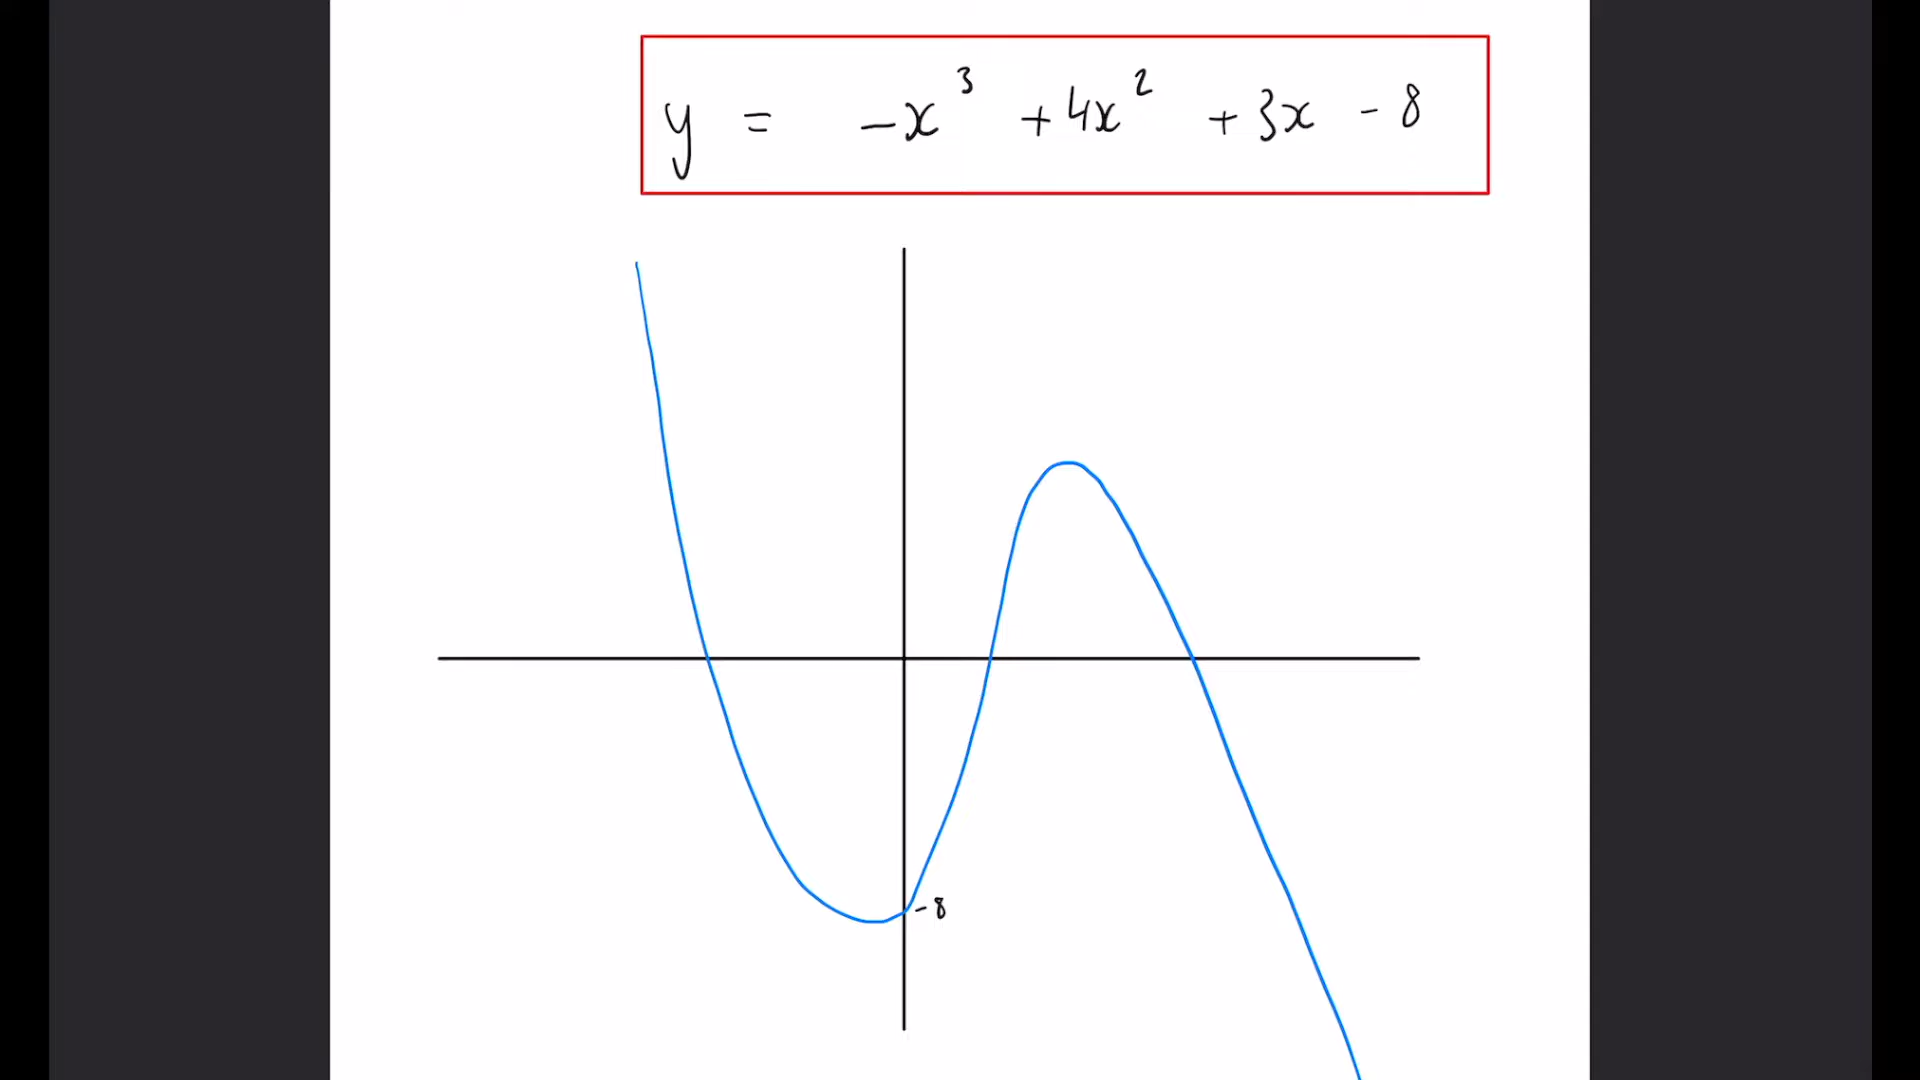 y = -x³ +4x² +3x - 8
-8